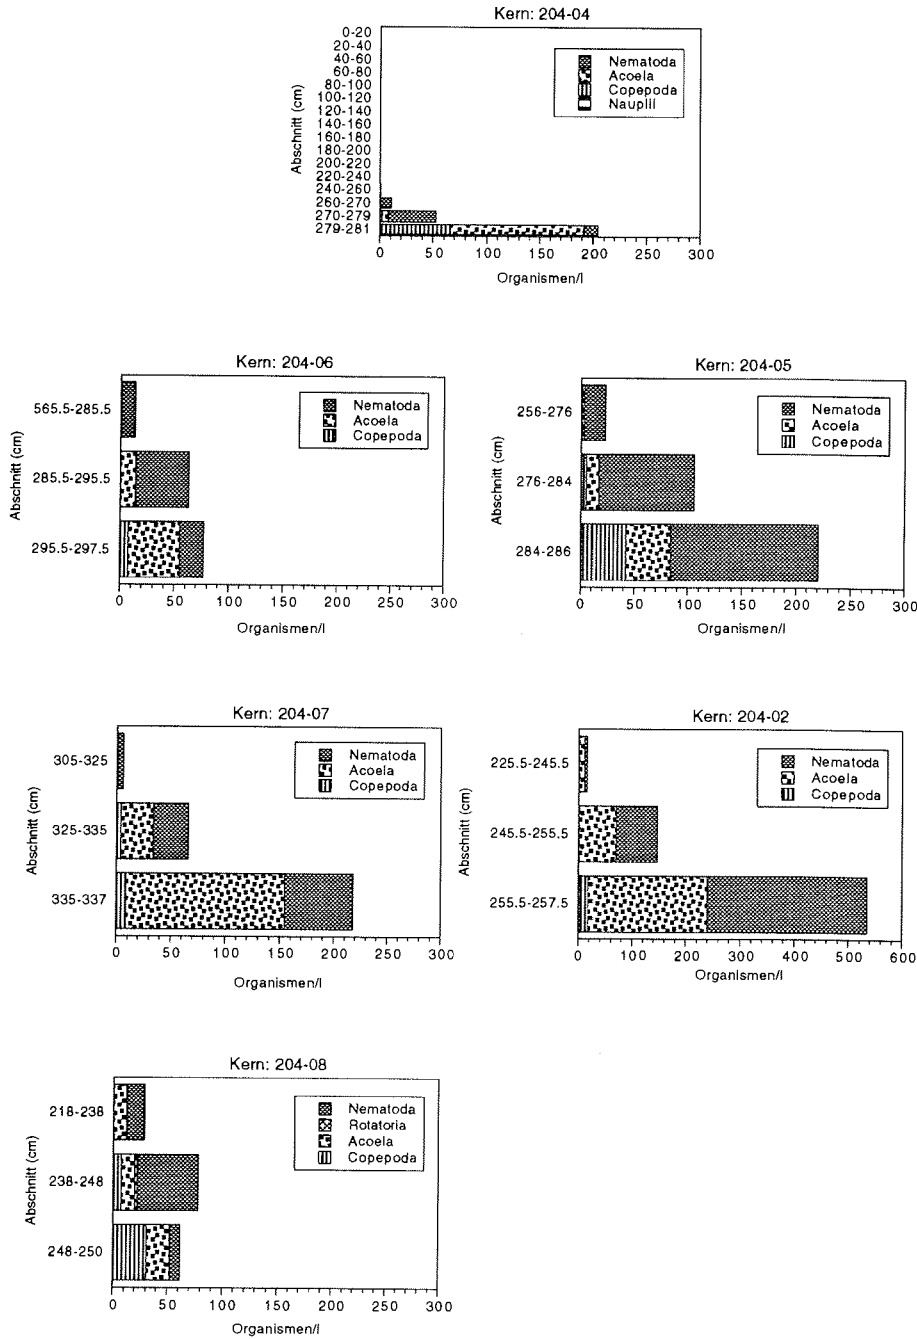 Kern: 204-04
Abschnitt (cm)
0-20
20-40
40-60
60-80
80-100
100-120
120-140
140-160
160-180
180-200
200-220
220-240
240-260
260-270
270-279
279-281
Nematoda
Acoela
Copepoda
Nauplii
0 50 100 150 200 250 300
Organismen/l
Kern: 204-06
Abschnitt (cm)
565.5-285.5
285.5-295.5
295.5-297.5
Nematoda
Acoela
Copepoda
0 50 100 150 200 250 300
Organismen/l
Kern: 204-05
Abschnitt (cm)
256-276
276-284
284-286
Nematoda
Acoela
Copepoda
0 50 100 150 200 250 300
Organismen/l
Kern: 204-07
Abschnitt (cm)
305-325
325-335
335-337
Nematoda
Acoela
Copepoda
0 50 100 150 200 250 300
Organismen/l
Kern: 204-02
Abschnitt (cm)
225.5-245.5
245.5-255.5
255.5-257.5
Nematoda
Acoela
Copepoda
0 100 200 300 400 500 600
Organismen/l
Kern: 204-08
Abschnitt (cm)
218-238
238-248
248-250
Nematoda
Rotatoria
Acoela
Copepoda
0 50 100 150 200 250 300
Organismen/l